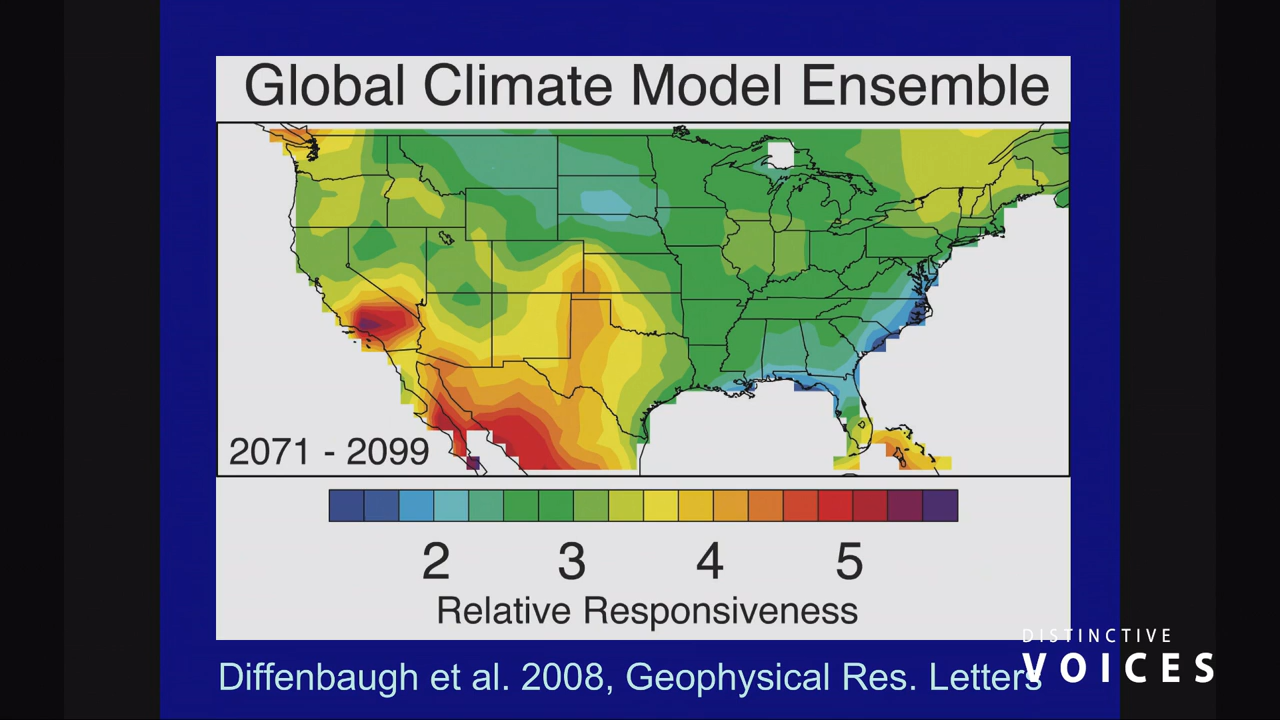 Global Climate Model Ensemble
2071 - 2099
2 3 4 5
Relative Responsiveness
DISTINCTIVE
VOICES
Diffenbaugh et al. 2008, Geophysical Res. Letters